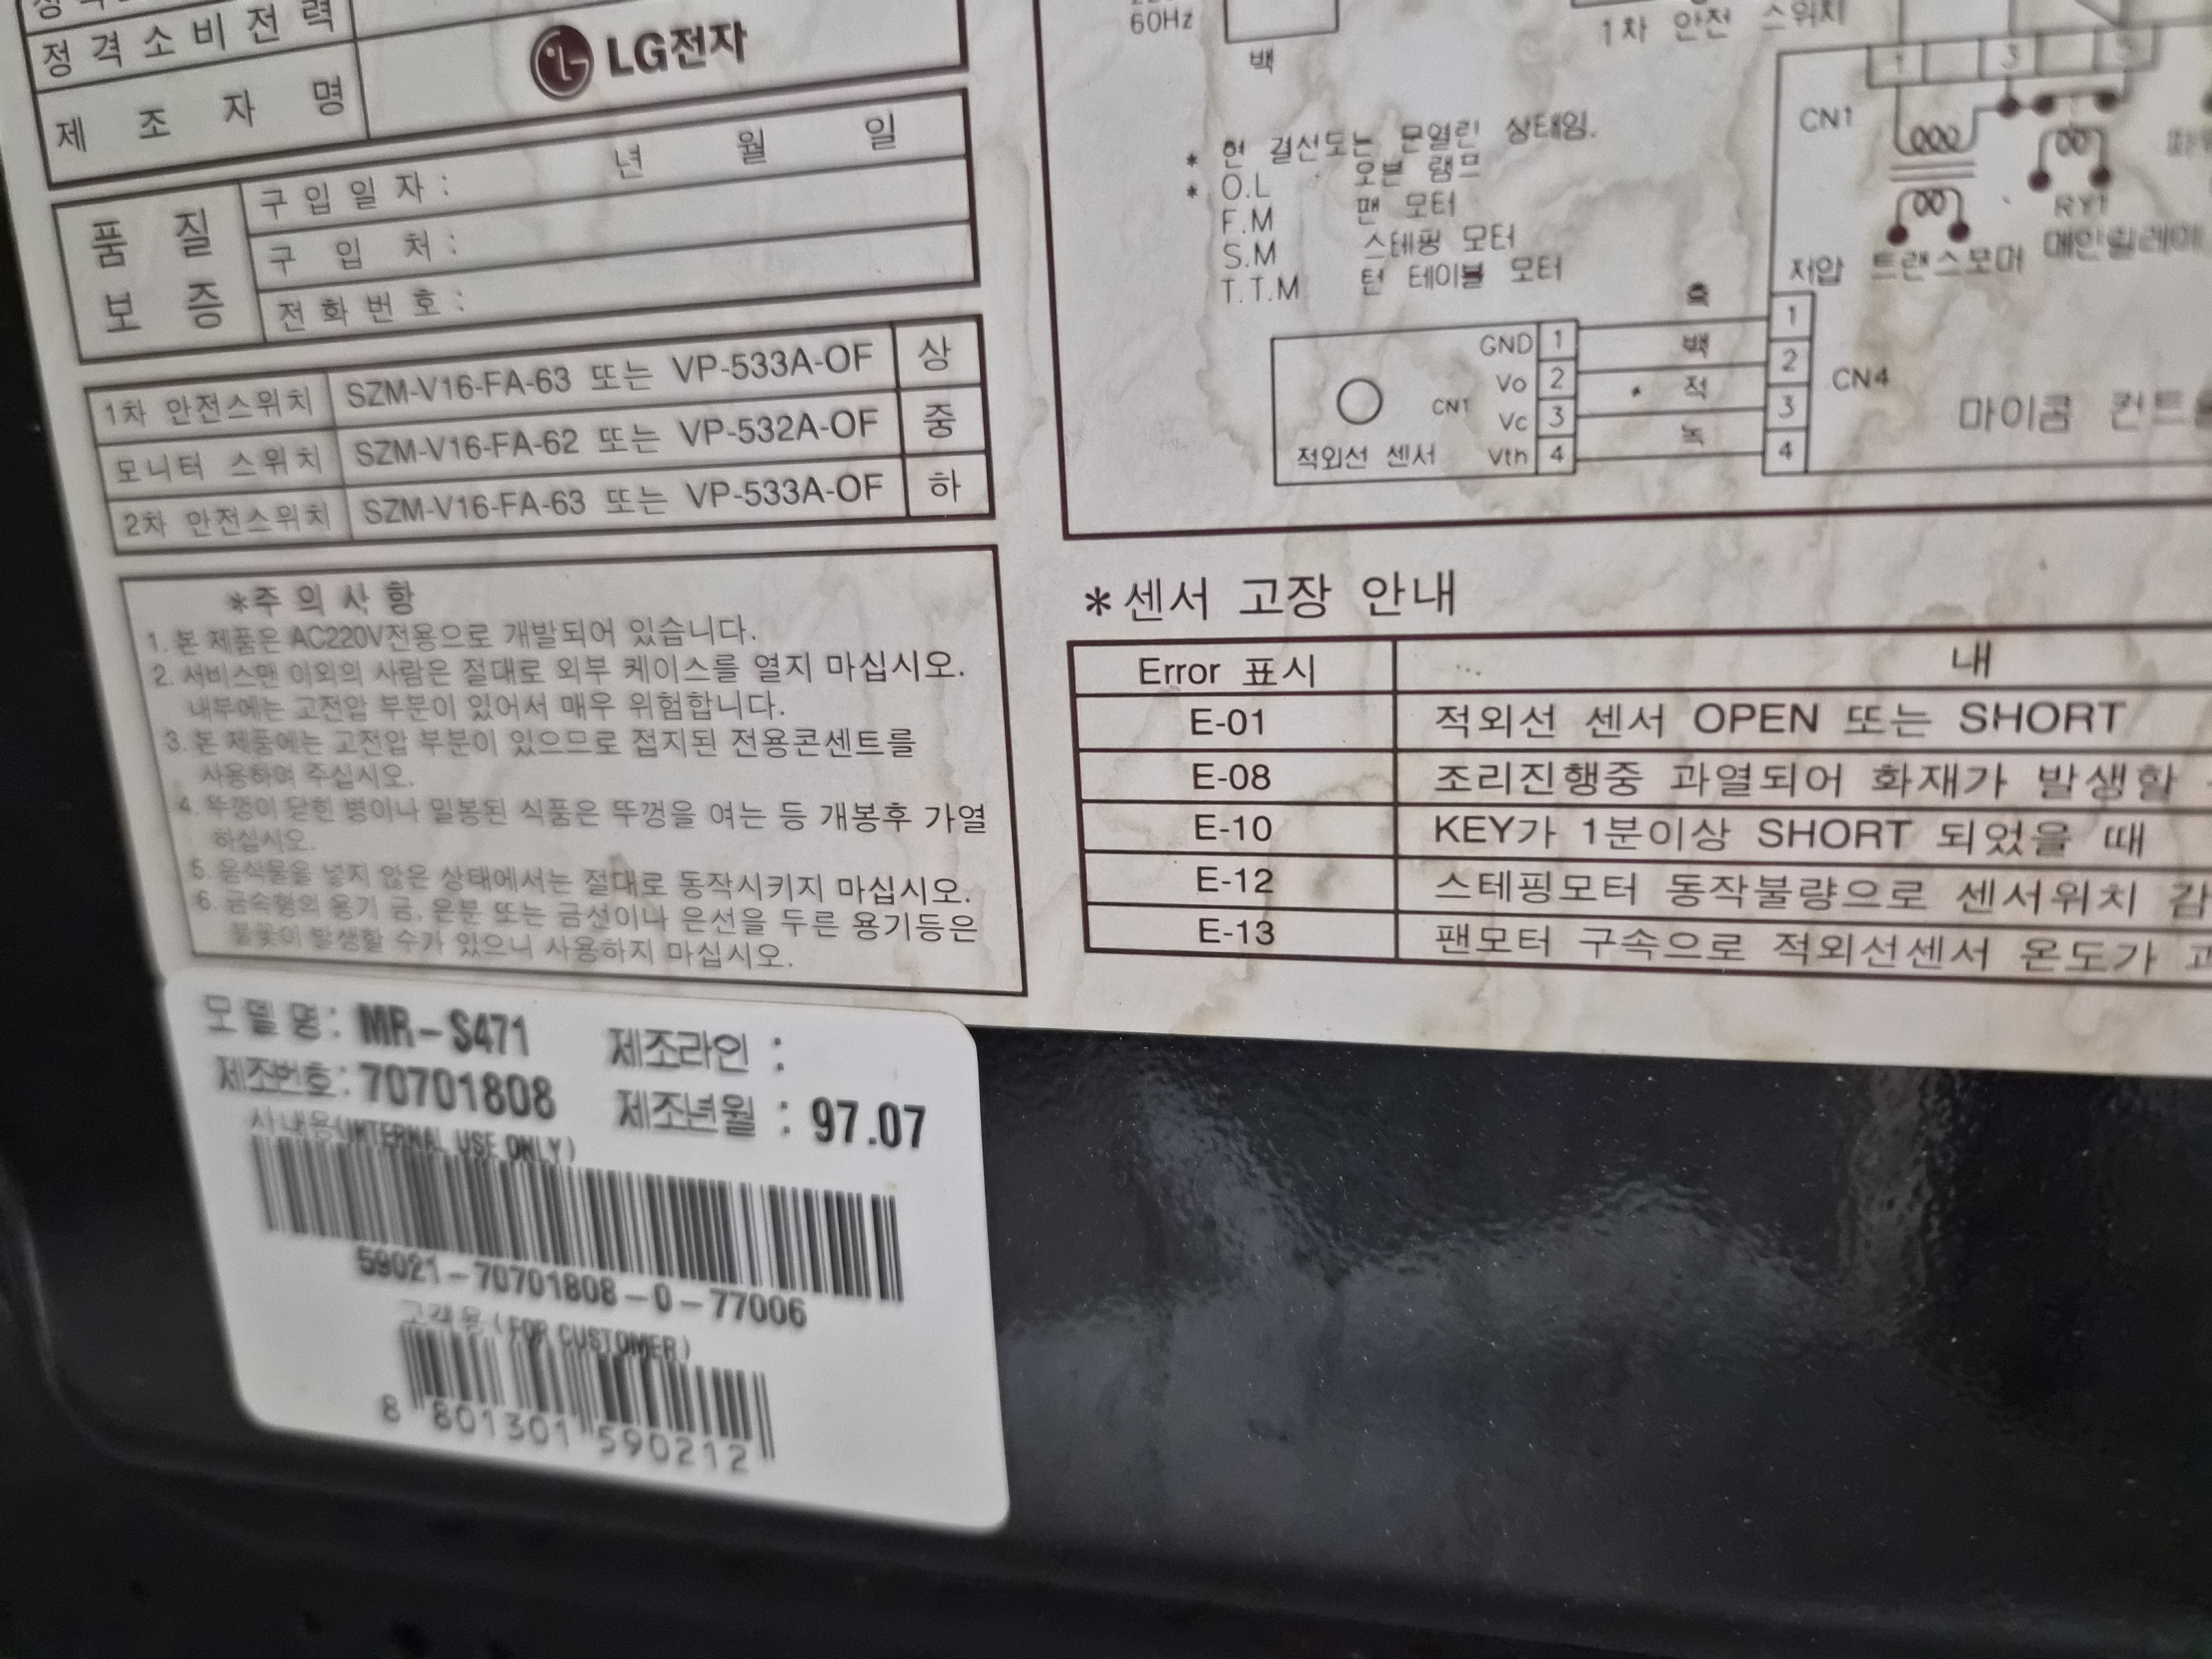 정격소비전력
제조자명
LG전자
품질보증
구입일자: 년 월 일
구입처:
전화번호:
1차 안전스위치 SZM-V16-FA-63 또는 VP-533A-OF 상
모니터 스위치 SZM-V16-FA-62 또는 VP-532A-OF 중
2차 안전스위치 SZM-V16-FA-63 또는 VP-533A-OF 하
*주의사항
1. 본 제품은 AC220V전용으로 개발되어 있습니다.
2. 서비스맨 이외의 사람은 절대로 외부 케이스를 열지 마십시오.
내부에는 고전압 부분이 있어서 매우 위험합니다.
3. 본 제품에는 고전압 부분이 있으므로 접지된 전용콘센트를
사용하여 주십시오.
4. 뚜껑이 닫힌 병이나 밀봉된 식품은 뚜껑을 여는 등 개봉후 가열
하십시오.
5. 음식물을 넣지 않은 상태에서는 절대로 동작시키지 마십시오.
6. 금속형의 용기 금, 은분 또는 금선이나 은선을 두른 용기등은
불꽃이 발생할 수가 있으니 사용하지 마십시오.
모델명: MR-S471 제조라인 :
제조번호: 70701808 제조년월 : 97.07
사내용(INTERNAL USE ONLY)
59021-70701808-0-77006
고객용(FOR CUSTOMER)
8 801301 590212
60Hz
백
1차 안전 스위치
1 3 5
CN1
* 현 결선도는 문열린 상태임.
* O.L 오븐 램프
F.M 팬 모터
S.M 스테핑 모터
T.T.M 턴 테이블 모터
RY1
저압 트랜스포머 메인릴레이
GND 1 흑 1
Vo 2 백 2
Vc 3 적 3
Vth 4 녹 4
CN1
CN4
적외선 센서
마이콤
*센서 고장 안내
Error 표시 내
E-01 적외선 센서 OPEN 또는 SHORT
E-08 조리진행중 과열되어 화재가 발생할
E-10 KEY가 1분이상 SHORT 되었을 때
E-12 스테핑모터 동작불량으로 센서위치
E-13 팬모터 구속으로 적외선센서 온도가